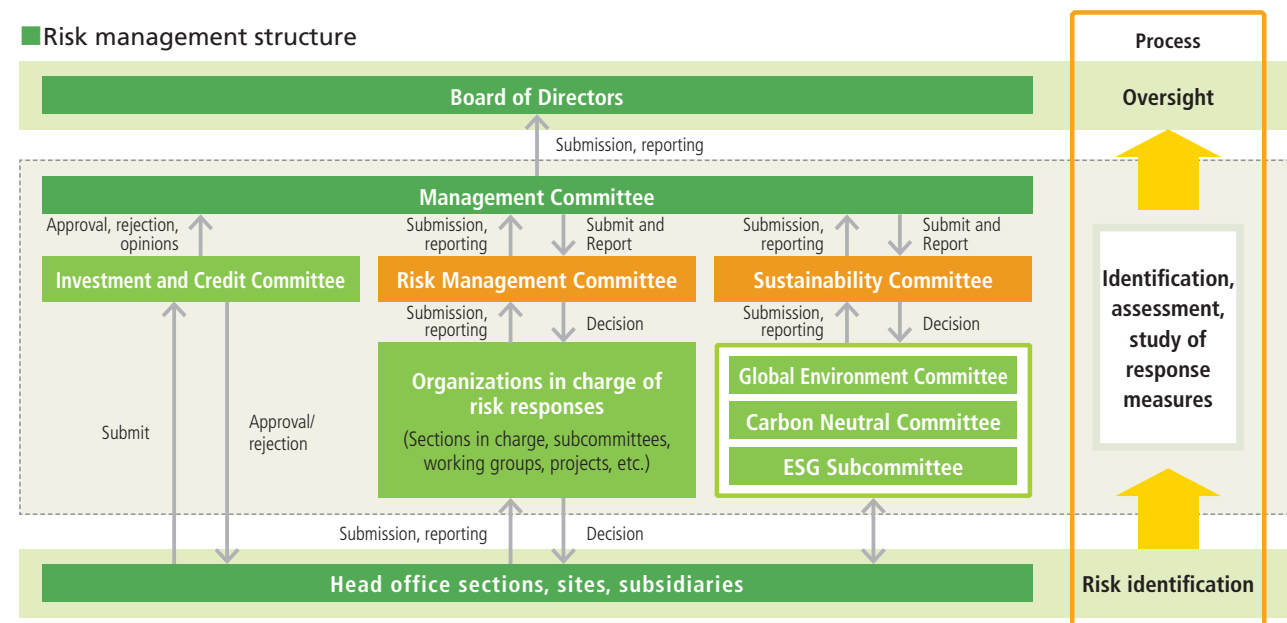 Risk management structure
Process
Board of Directors
Oversight
Submission, reporting
Management Committee
Approval, rejection,
opinions
Submission,
reporting
Submit and
Report
Submission,
reporting
Submit and
Report
Investment and Credit Committee
Risk Management Committee
Sustainability Committee
Identification,
assessment,
study of
response
measures
Submission,
reporting
Decision
Submission,
reporting
Decision
Submit
Approval/
rejection
Organizations in charge of
risk responses
(Sections in charge, subcommittees,
working groups, projects, etc.)
Global Environment Committee
Carbon Neutral Committee
ESG Subcommittee
Submission, reporting
Decision
Head office sections, sites, subsidiaries
Risk identification